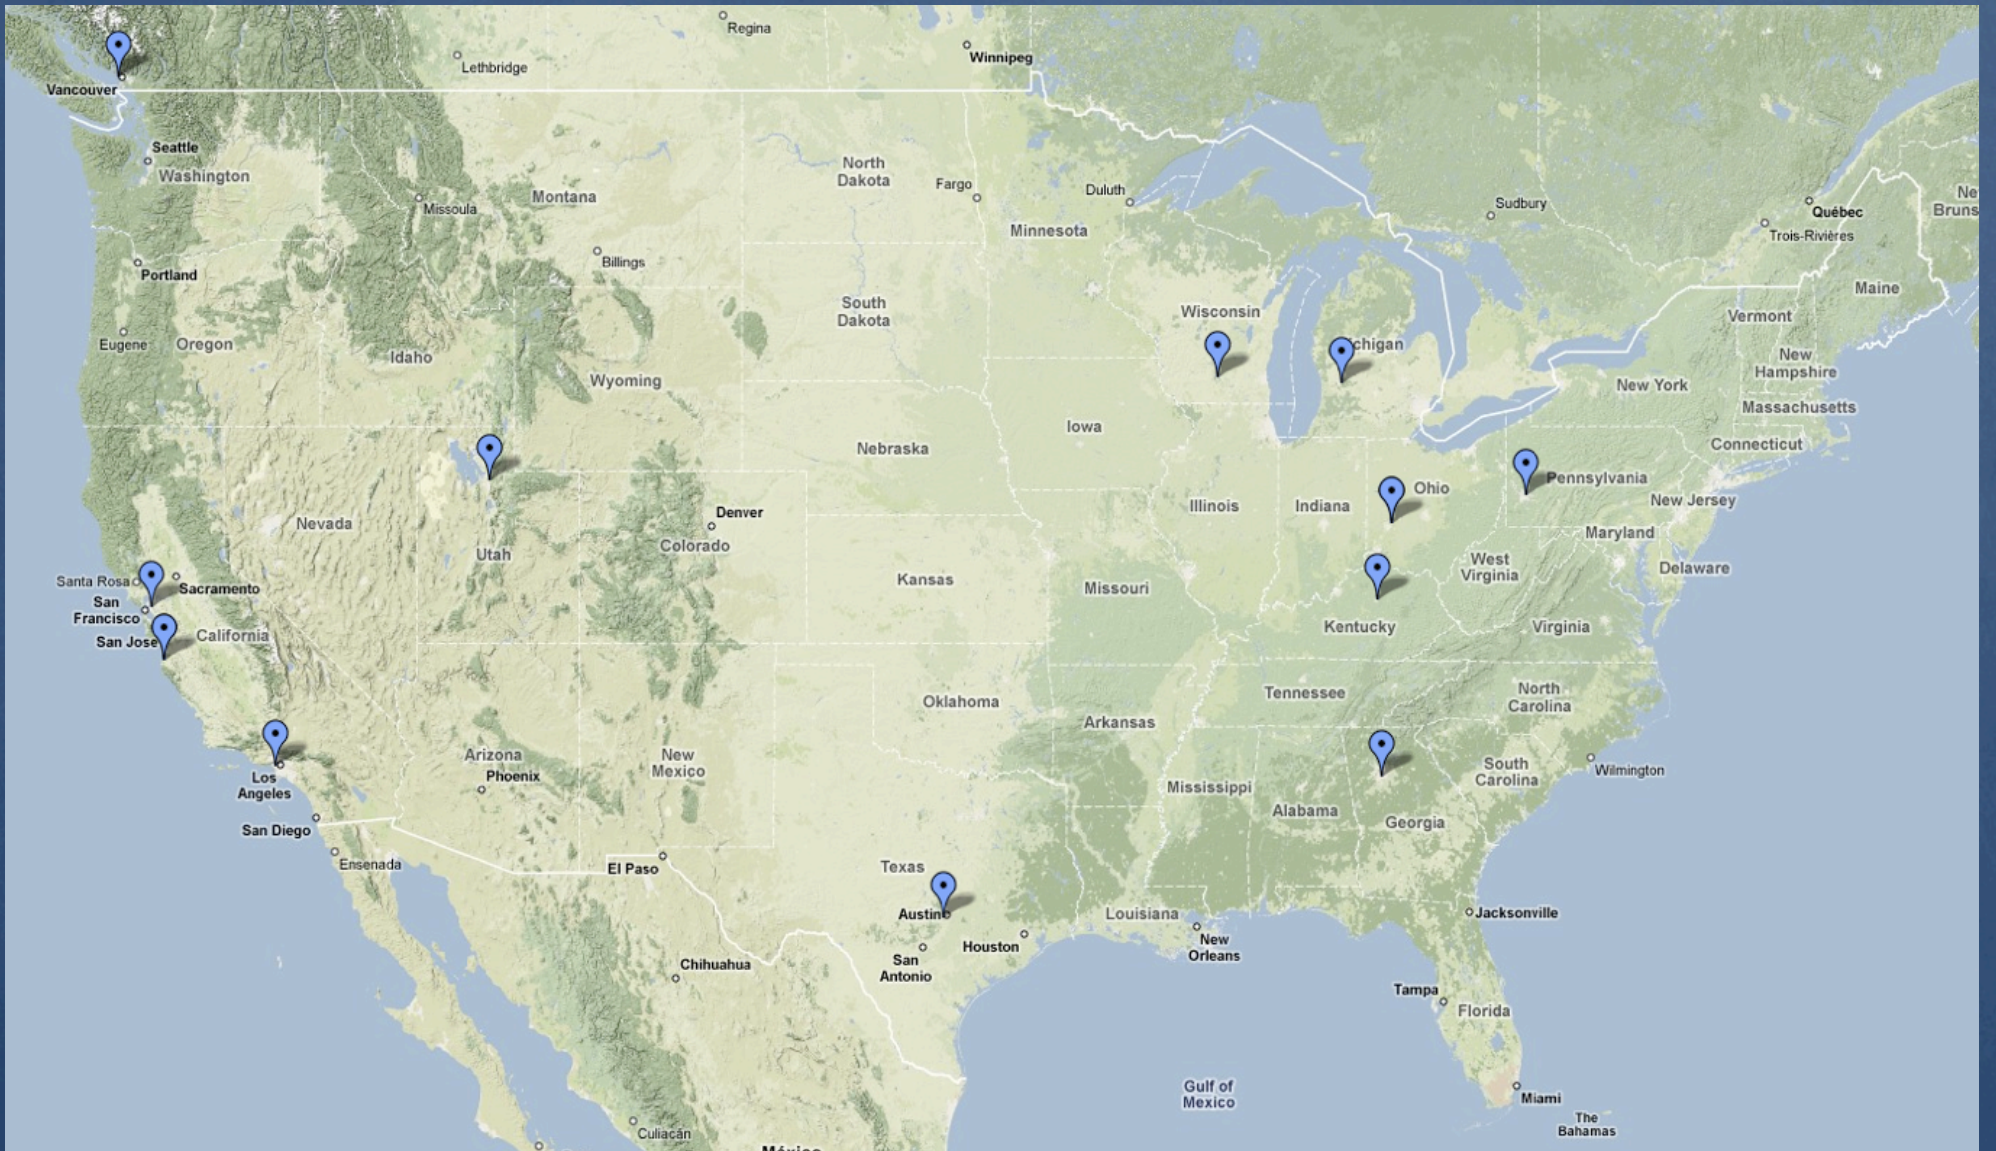 Regina
Winnipeg
Lethbridge
Vancouver
Seattle
Washington
North
Dakota
Fargo
Duluth
Missoula
Montana
Minnesota
Sudbury
Québec
Trois-Rivières
Ne
Bruns
Portland
Billings
Maine
South
Dakota
Wisconsin
Vermont
Eugene
Oregon
Idaho
chigan
New
Hampshire
Wyoming
New York
Massachusetts
Iowa
Nebraska
Connecticut
Pennsylvania
Ohio
New Jersey
Illinois
Indiana
Denver
Nevada
Colorado
Utah
Maryland
West
Virginia
Delaware
Santa Rosa
Sacramento
Kansas
Missouri
San
Francisco
San Jose
California
Kentucky
Virginia
Tennessee
North
Carolina
Oklahoma
Arkansas
Arizona
Phoenix
New
Mexico
South
Carolina
Wilmington
Los
Angeles
Mississippi
Alabama
Georgia
San Diego
Ensenada
El Paso
Texas
Austin
Louisiana
Jacksonville
Houston
New
Orleans
San
Antonio
Chihuahua
Tampa
Florida
Gulf of
Mexico
Miami
The
Bahamas
Culiacán
México